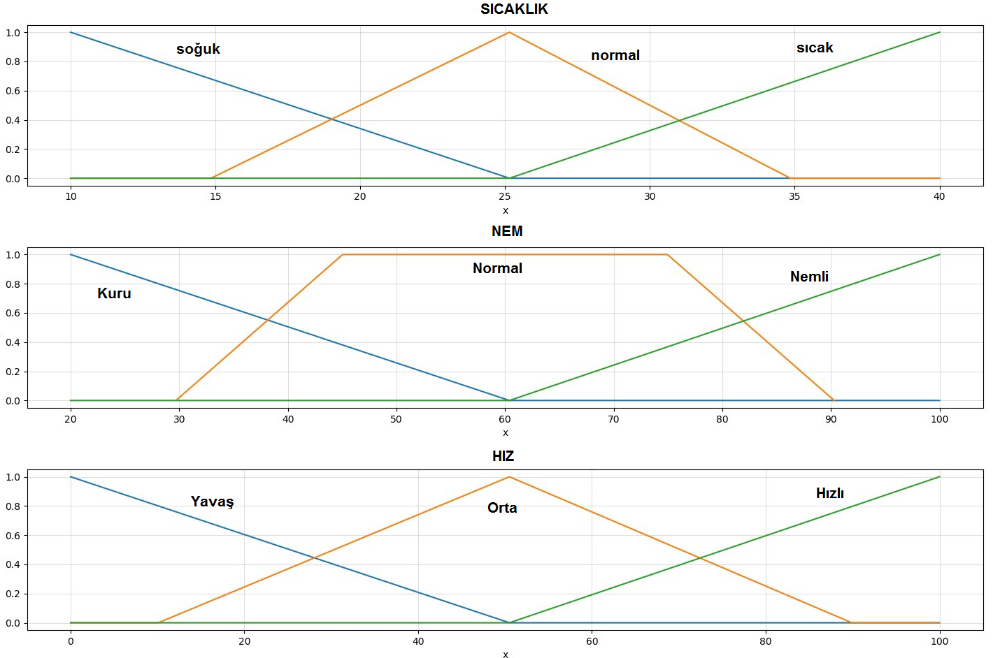 SICAKLIK
1.0
0.8
0.6
0.4
0.2
0.0
soğuk
normal
sıcak
10 15 20 25 30 35 40
x
NEM
1.0
0.8
0.6
0.4
0.2
0.0
Kuru
Normal
Nemli
20 30 40 50 60 70 80 90 100
x
HIZ
1.0
0.8
0.6
0.4
0.2
0.0
Yavaş
Orta
Hızlı
0 20 40 60 80 100
x